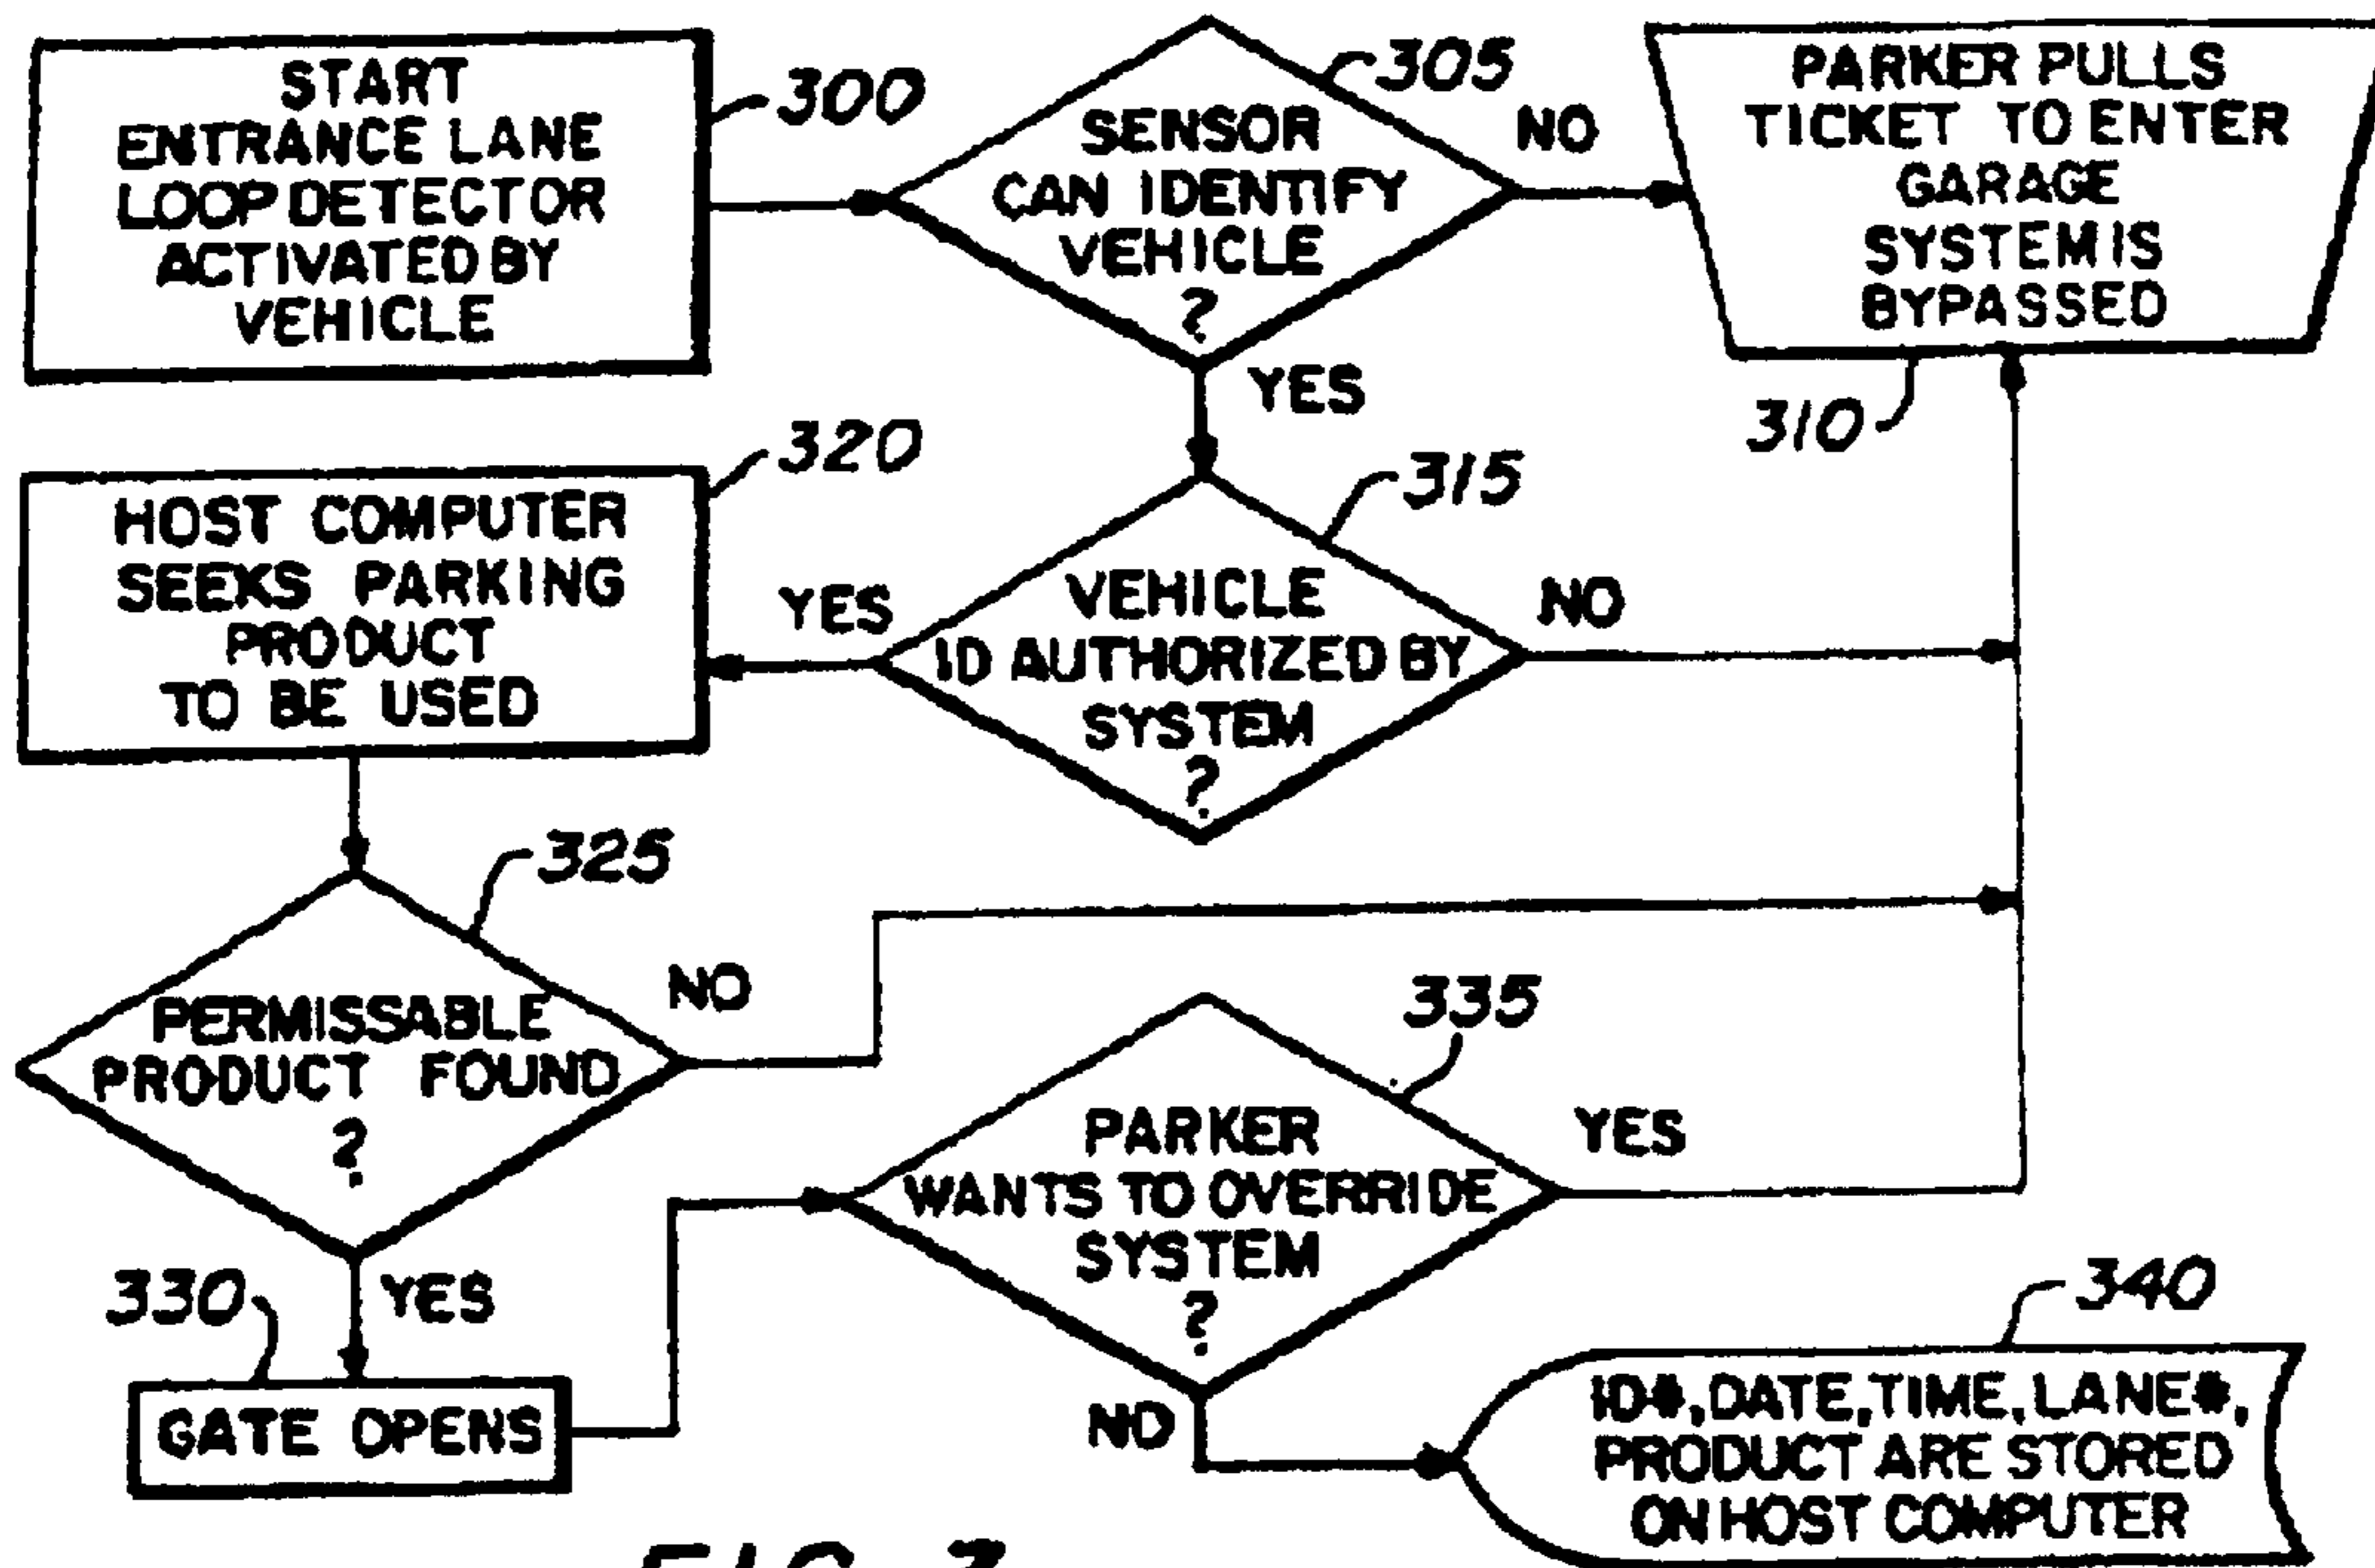 START
ENTRANCE LANE
LOOP DETECTOR
ACTIVATED BY
VEHICLE
300
SENSOR
CAN IDENTIFY
VEHICLE
?
305
NO
YES
PARKER PULLS
TICKET TO ENTER
GARAGE
SYSTEM IS
BYPASSED
310
HOST COMPUTER
SEEKS PARKING
PRODUCT
TO BE USED
320
YES
VEHICLE
ID AUTHORIZED BY
SYSTEM
?
315
NO
PERMISSABLE
PRODUCT FOUND
?
325
NO
YES
330
GATE OPENS
PARKER
WANTS TO OVERRIDE
SYSTEM
?
335
YES
NO
340
ID#, DATE, TIME, LANE#,
PRODUCT ARE STORED
ON HOST COMPUTER
FIG. 3